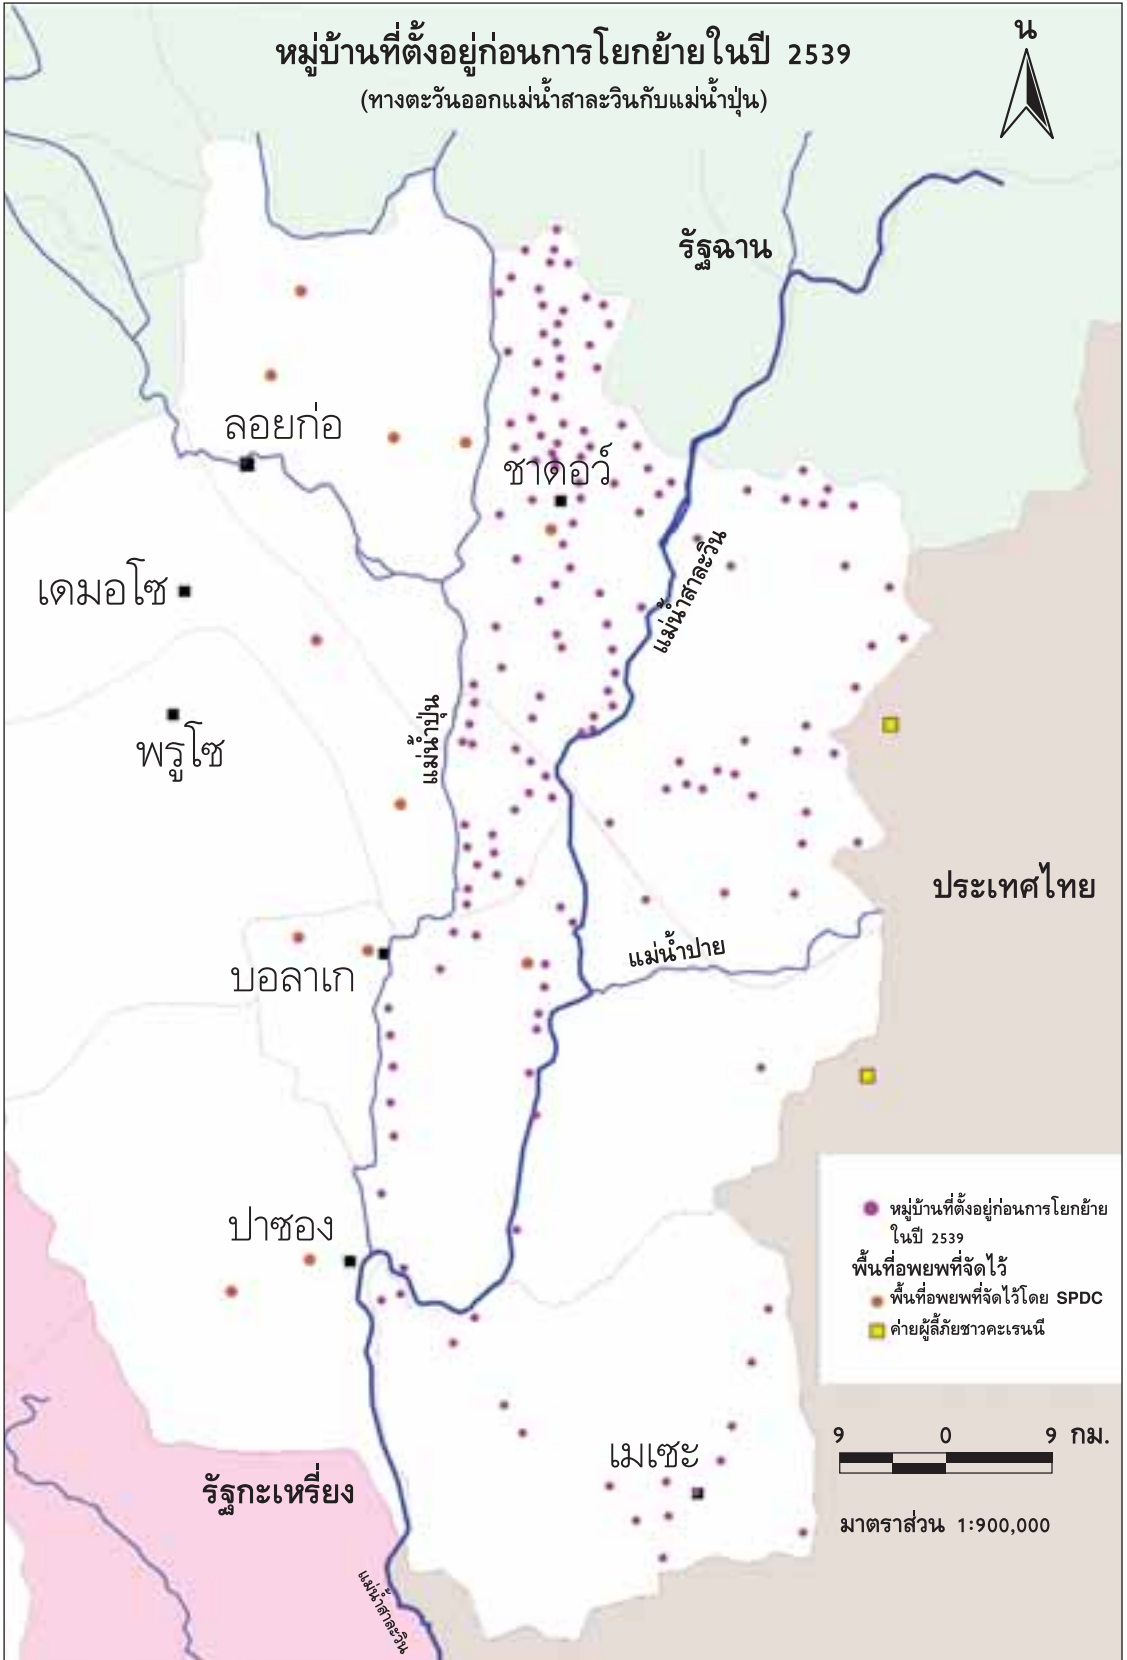 หมู่บ้านที่ตั้งอยู่ก่อนการโยกย้ายในปี 2539
(ทางตะวันออกแม่น้ำสาละวินกับแม่น้ำปุ่น)
น
รัฐฉาน
ลอยก่อ
ชาดอว์
แม่น้ำสาละวิน
เดมอโซ
พรูโซ
แม่น้ำปุ่น
ประเทศไทย
แม่น้ำปาย
บอลาเก
ปาซอง
หมู่บ้านที่ตั้งอยู่ก่อนการโยกย้าย
ในปี 2539
พื้นที่อพยพที่จัดไว้
พื้นที่อพยพที่จัดไว้โดย SPDC
ค่ายผู้ลี้ภัยชาวคะเรนนี
9 0 9 กม.
มาตราส่วน 1:900,000
เมเซะ
รัฐกะเหรี่ยง
แม่น้ำสาละวิน